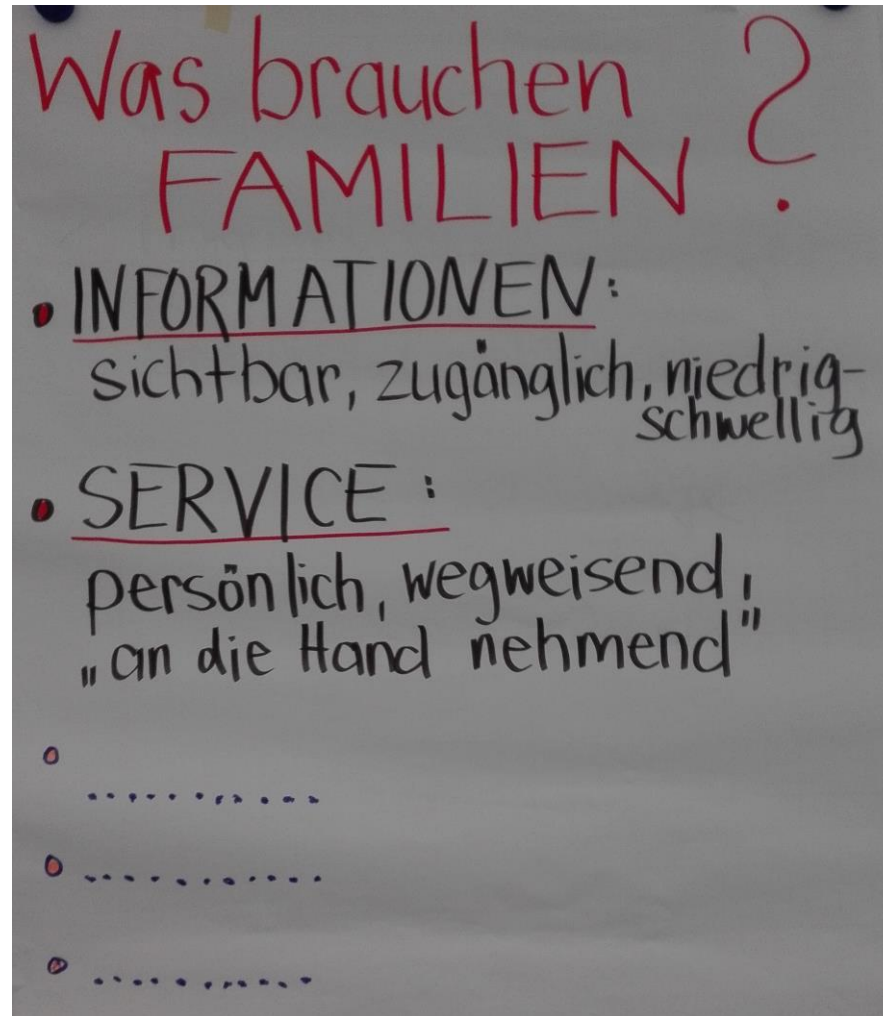 Was brauchen
FAMILIEN ?
• INFORMATIONEN:
sichtbar, zugänglich, niedrig-
schwellig
• SERVICE :
persönlich, wegweisend,
„an die Hand nehmend"
• ...........
• ...........
• ...........